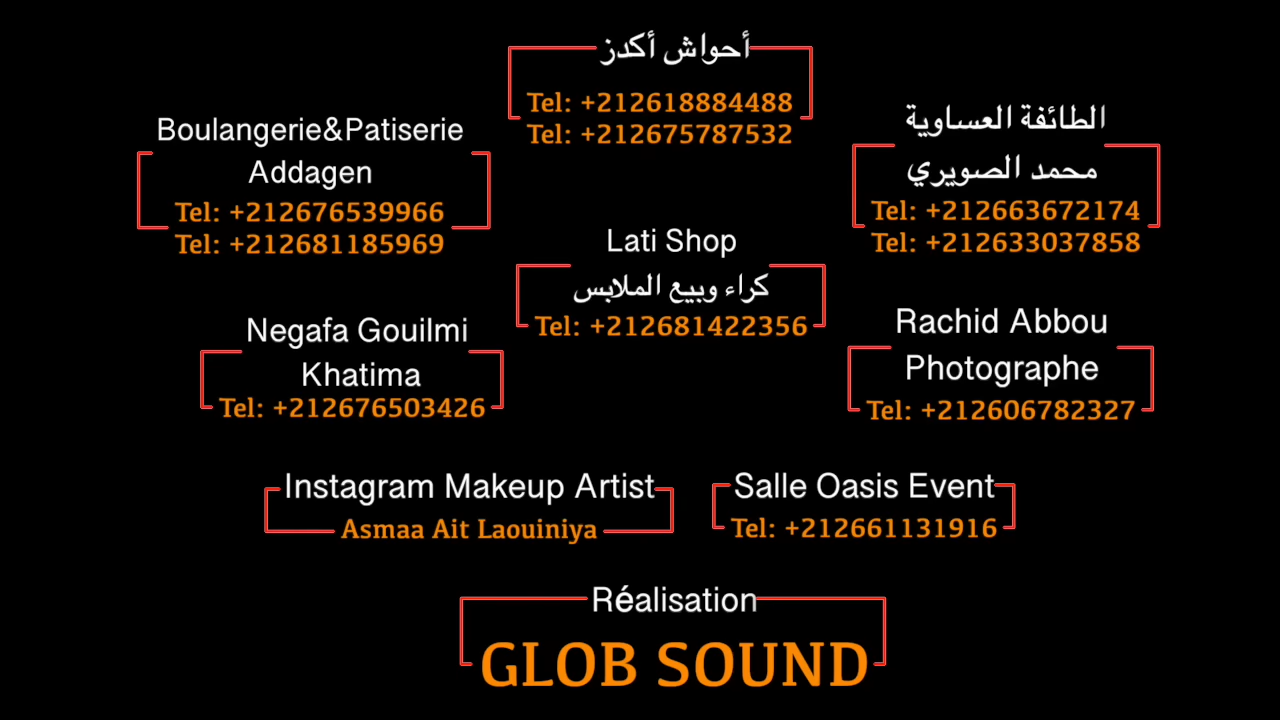 أحواش أكدز
Tel: +212618884488
Tel: +212675787532
Boulangerie&Patiserie
Addagen
Tel: +212676539966
Tel: +212681185969
الطائفة العساوية
محمد الصويري
Tel: +212663672174
Tel: +212633037858
Lati Shop
كراء وبيع الملابس
Tel: +212681422356
Negafa Gouilmi
Khatima
Tel: +212676503426
Rachid Abbou
Photographe
Tel: +212606782327
Instagram Makeup Artist
Asmaa Ait Laouiniya
Salle Oasis Event
Tel: +212661131916
Réalisation
GLOB SOUND